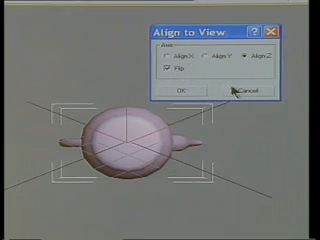 Align to View
Axis
Align X Align Y Align Z
Flip
OK Cancel